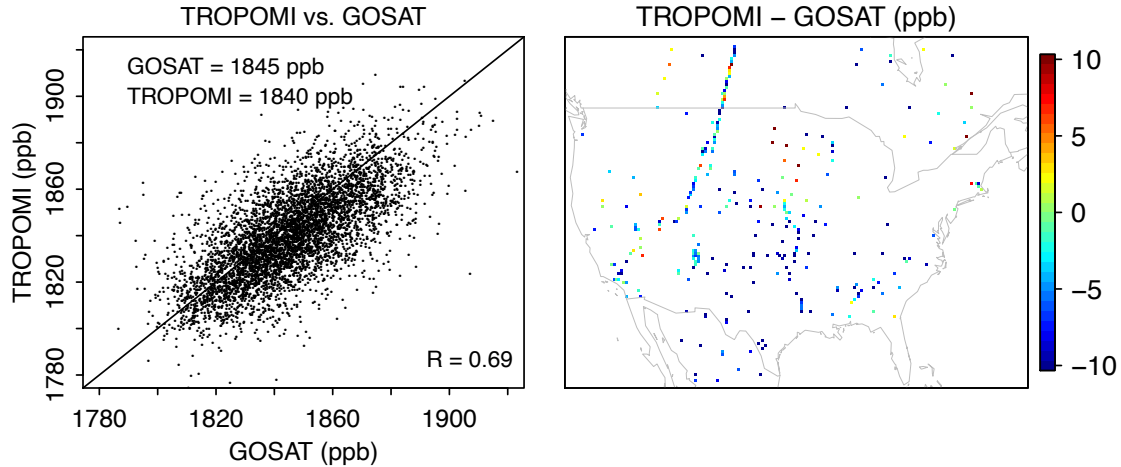 TROPOMI vs. GOSAT
GOSAT = 1845 ppb
TROPOMI = 1840 ppb
R = 0.69
TROPOMI (ppb)
1900
1860
1820
1780
1780 1820 1860 1900
GOSAT (ppb)
TROPOMI − GOSAT (ppb)
10
5
0
−5
−10